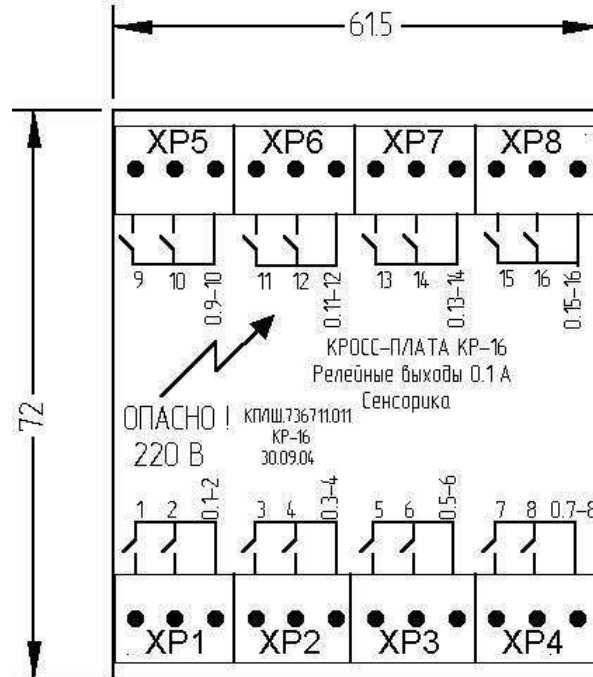 61.5
72
XP5 XP6 XP7 XP8
9 10 0.9-10 11 12 0.11-12 13 14 0.13-14 15 16 0.15-16
КРОСС-ПЛАТА КР-16
Релейные выходы 0.1 А
Сенсорика
ОПАСНО !
220 В
КПЛШ.736711.011
КР-16
30.09.04
1 2 0.1-2 3 4 0.3-4 5 6 0.5-6 7 8 0.7-8
XP1 XP2 XP3 XP4